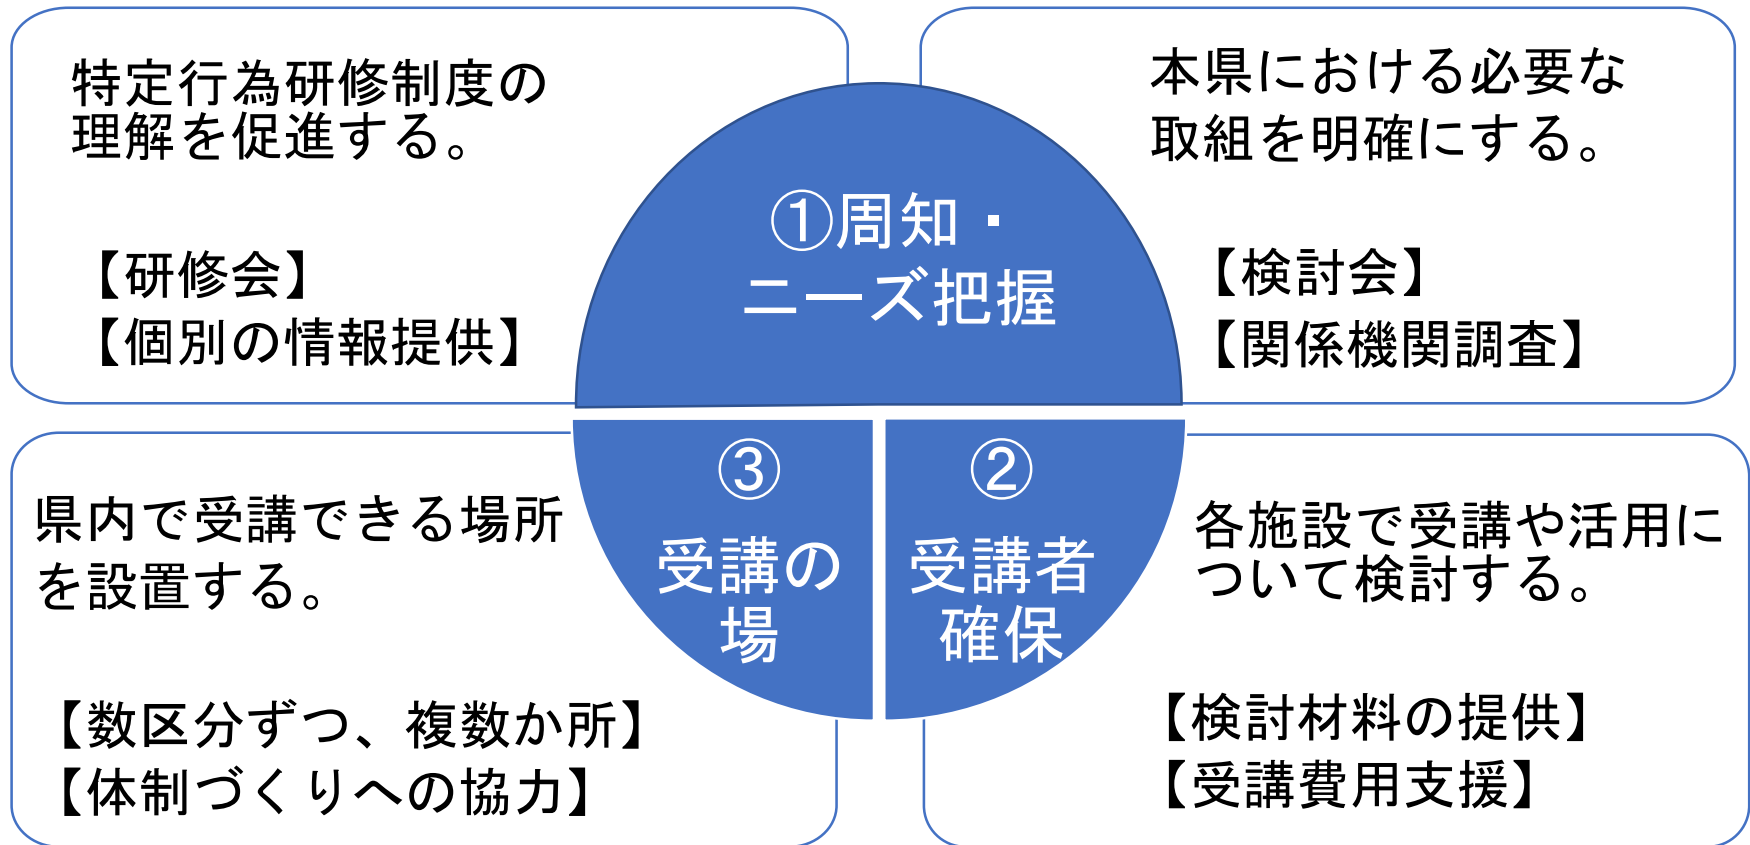 特定行為研修制度の
理解を促進する。
【研修会】
【個別の情報提供】
本県における必要な
取組を明確にする。
【検討会】
【関係機関調査】
①周知・
ニーズ把握
③
受講の
場
②
受講者
確保
県内で受講できる場所
を設置する。
【数区分ずつ、複数か所】
【体制づくりへの協力】
各施設で受講や活用に
ついて検討する。
【検討材料の提供】
【受講費用支援】